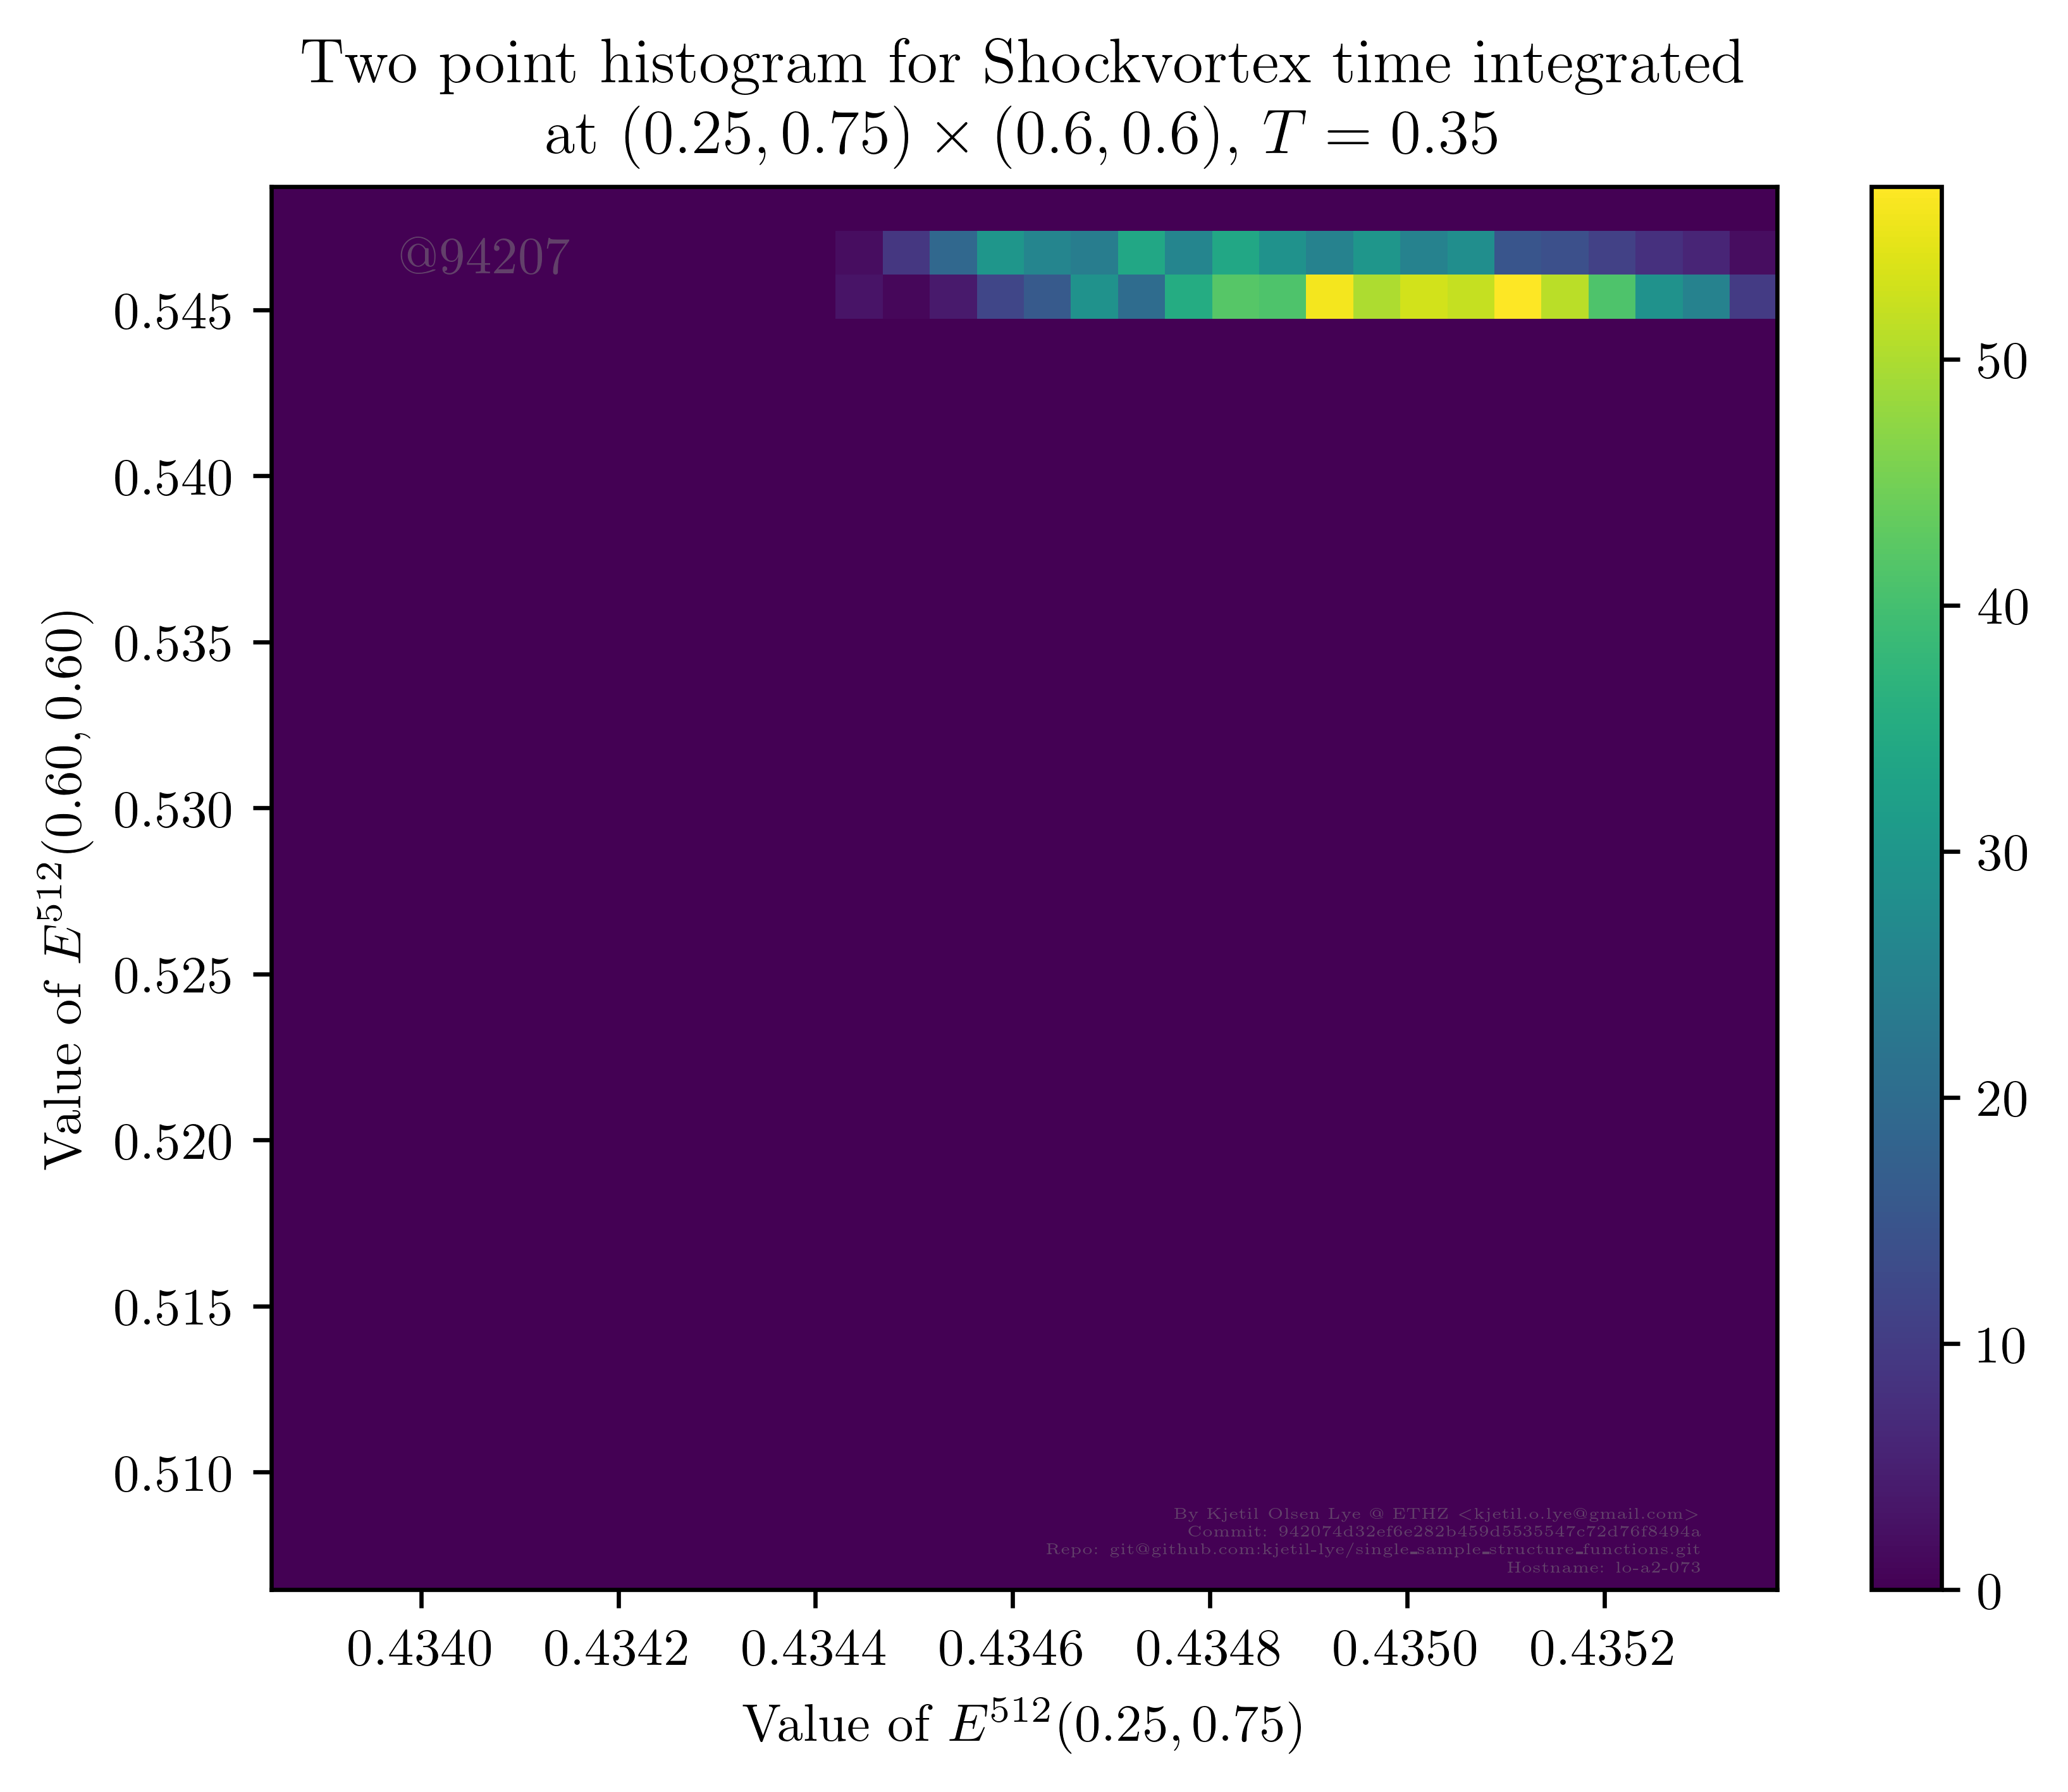 Two point histogram for Shockvortex time integrated
at (0.25, 0.75) × (0.6, 0.6), T = 0.35
@94207
0.545
0.540
0.535
0.530
0.525
0.520
0.515
0.510
Value of E^512(0.60, 0.60)
0.4340 0.4342 0.4344 0.4346 0.4348 0.4350 0.4352
Value of E^512(0.25, 0.75)
50
40
30
20
10
0
By Kjetil Olsen Lye @ ETHZ <kjetil.o.lye@gmail.com>
Commit: 942074d32ef6e282b459d5535547c72d76f8494a
Repo: git@github.com:kjetil-lye/single_sample_structure_functions.git
Hostname: lo-a2-073